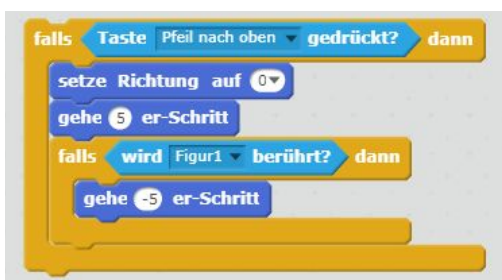 falls Taste Pfeil nach oben gedrückt? dann
setze Richtung auf 0
gehe 5 er-Schritt
falls wird Figur1 berührt? dann
gehe -5 er-Schritt